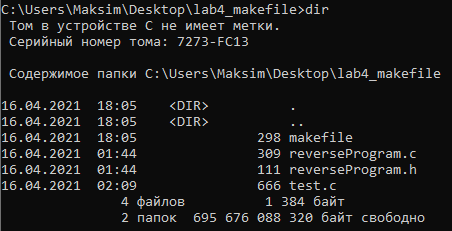 C:\Users\Maksim\Desktop\lab4_makefile>dir
Том в устройстве C не имеет метки.
Серийный номер тома: 7273-FC13
Содержимое папки C:\Users\Maksim\Desktop\lab4_makefile
16.04.2021  18:05    <DIR>          .
16.04.2021  18:05    <DIR>          ..
16.04.2021  18:05               298 makefile
16.04.2021  01:44               309 reverseProgram.c
16.04.2021  01:44               111 reverseProgram.h
16.04.2021  02:09               666 test.c
4 файлов          1 384 байт
2 папок  695 676 088 320 байт свободно